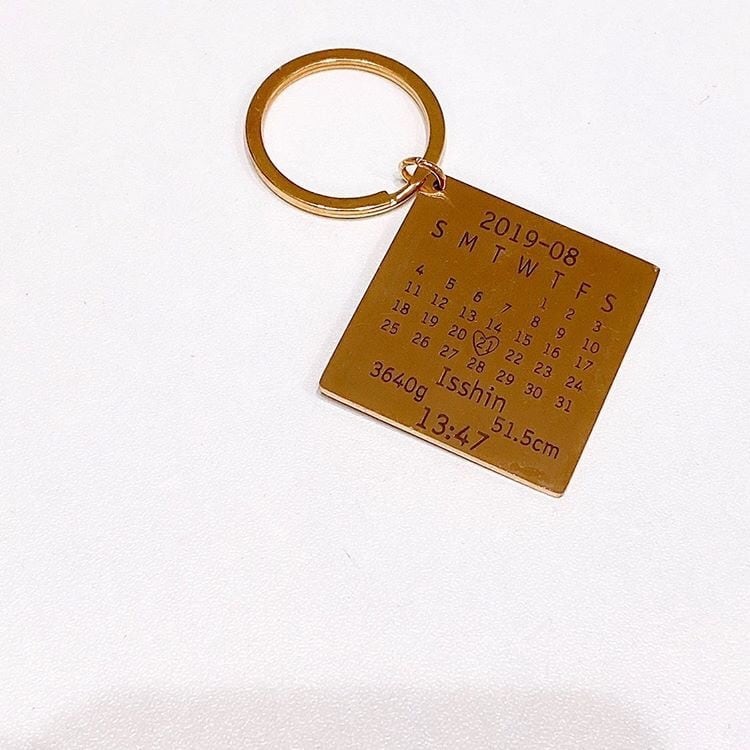 2019-08
S M T W T F S
1 2 3
4 5 6 7 8 9 10
11 12 13 14 15 16 17
18 19 20 21 22 23 24
25 26 27 28 29 30 31
Isshin
3640g 51.5cm
13:47